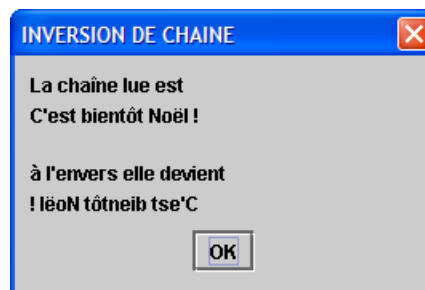 INVERSION DE CHAINE
La chaîne lue est
C'est bientôt Noël !
à l'envers elle devient
! lëoN tôtneib tse'C
OK